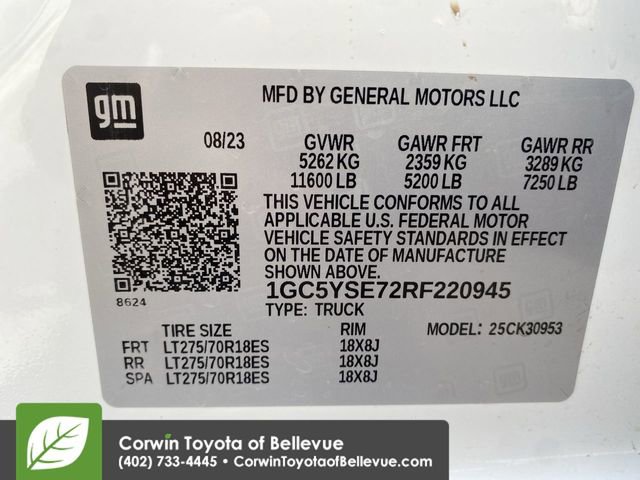 gm
MFD BY GENERAL MOTORS LLC
08/23 GVWR GAWR FRT GAWR RR
5262 KG 2359 KG 3289 KG
11600 LB 5200 LB 7250 LB
THIS VEHICLE CONFORMS TO ALL
APPLICABLE U.S. FEDERAL MOTOR
VEHICLE SAFETY STANDARDS IN EFFECT
ON THE DATE OF MANUFACTURE
SHOWN ABOVE.
8624
1GC5YSE72RF220945
TYPE: TRUCK MODEL: 25CK30953
TIRE SIZE RIM
FRT LT275/70R18ES 18X8J
RR LT275/70R18ES 18X8J
SPA LT275/70R18ES 18X8J
Corwin Toyota of Bellevue
(402) 733-4445 • CorwinToyotaofBellevue.com